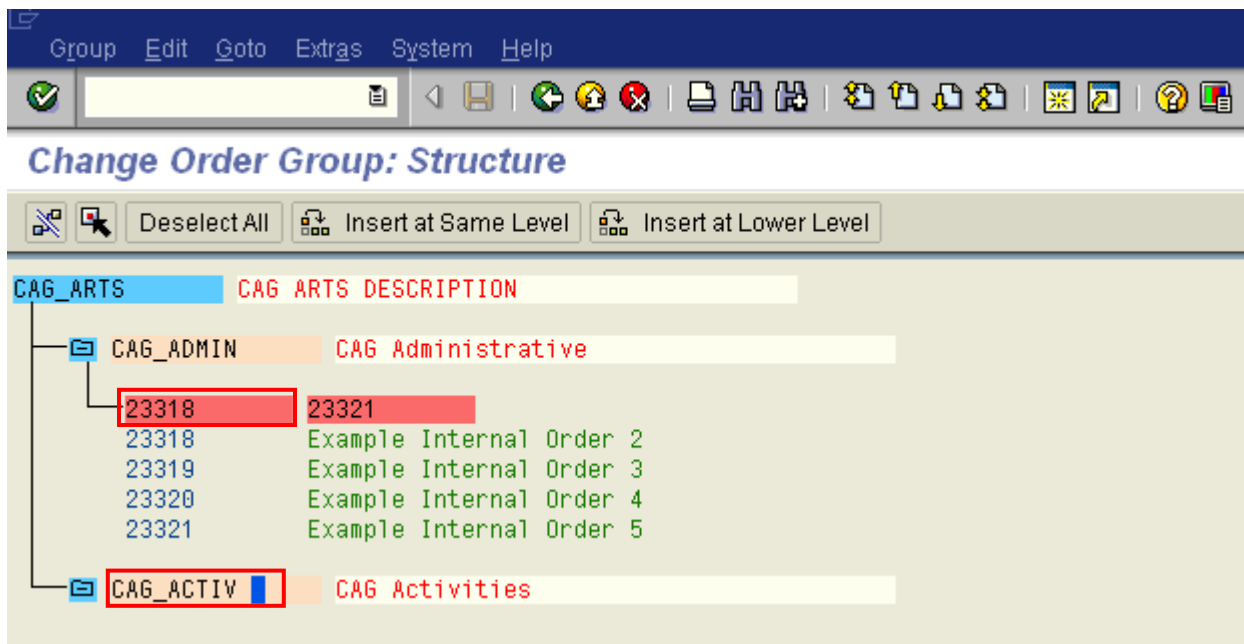 Group Edit Goto Extras System Help
Change Order Group: Structure
Deselect All Insert at Same Level Insert at Lower Level
CAG_ARTS CAG ARTS DESCRIPTION
CAG_ADMIN CAG Administrative
23318 23321
23318 Example Internal Order 2
23319 Example Internal Order 3
23320 Example Internal Order 4
23321 Example Internal Order 5
CAG_ACTIV CAG Activities